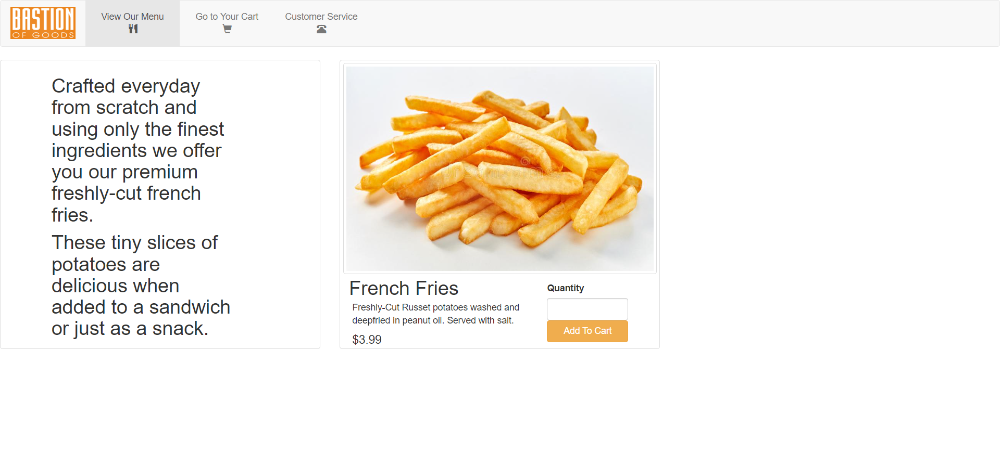 BASTION
OF GOODS
View Our Menu
Go to Your Cart
Customer Service
Crafted everyday
from scratch and
using only the finest
ingredients we offer
you our premium
freshly-cut french
fries.
These tiny slices of
potatoes are
delicious when
added to a sandwich
or just as a snack.
dreamstime
French Fries
Freshly-Cut Russet potatoes washed and
deepfried in peanut oil. Served with salt.
$3.99
Quantity
Add To Cart